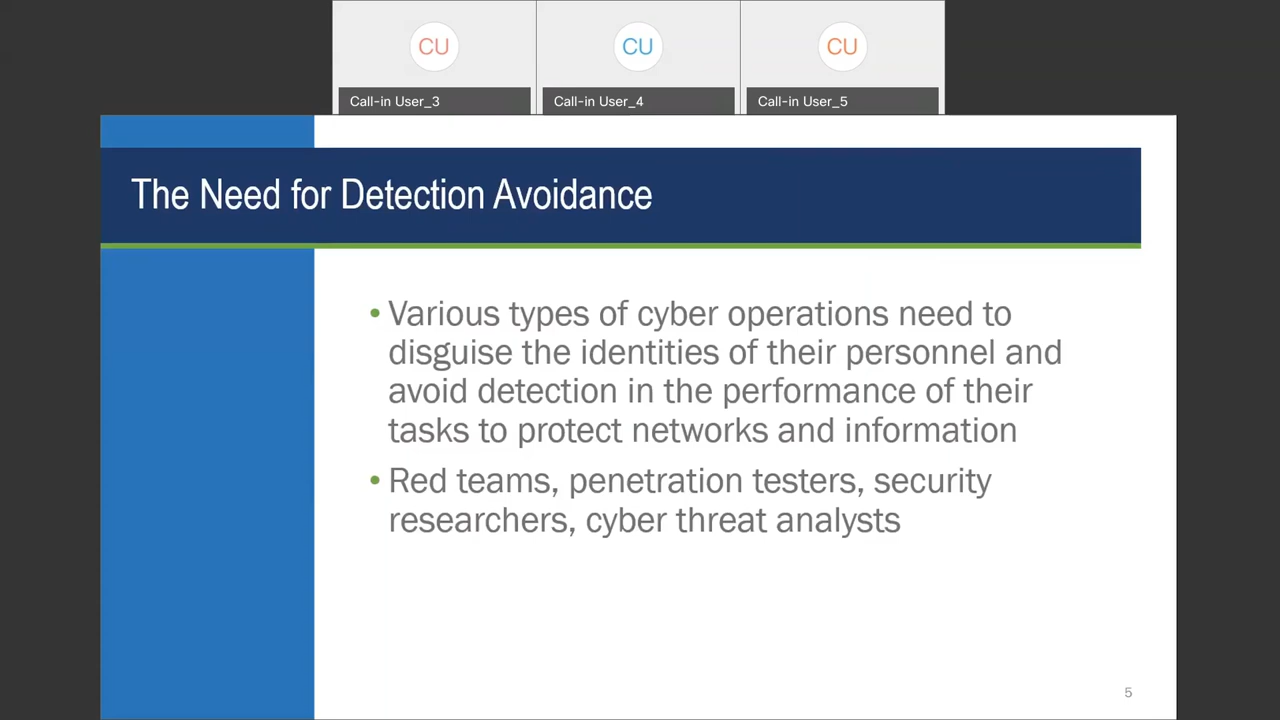 CU CU CU
Call-in User_3 Call-in User_4 Call-in User_5
The Need for Detection Avoidance
• Various types of cyber operations need to
disguise the identities of their personnel and
avoid detection in the performance of their
tasks to protect networks and information
• Red teams, penetration testers, security
researchers, cyber threat analysts
5